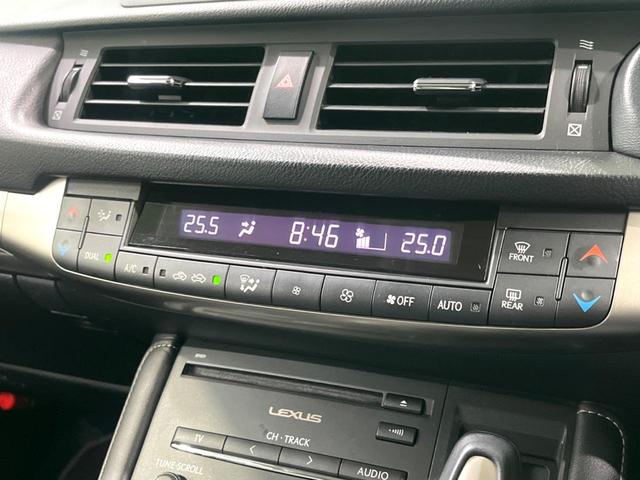 25.5 8:46 25.0
DUAL A/C OFF AUTO
FRONT
REAR
LEXUS
CH·TRACK
TV < > AUDIO
TUNE·SCROLL